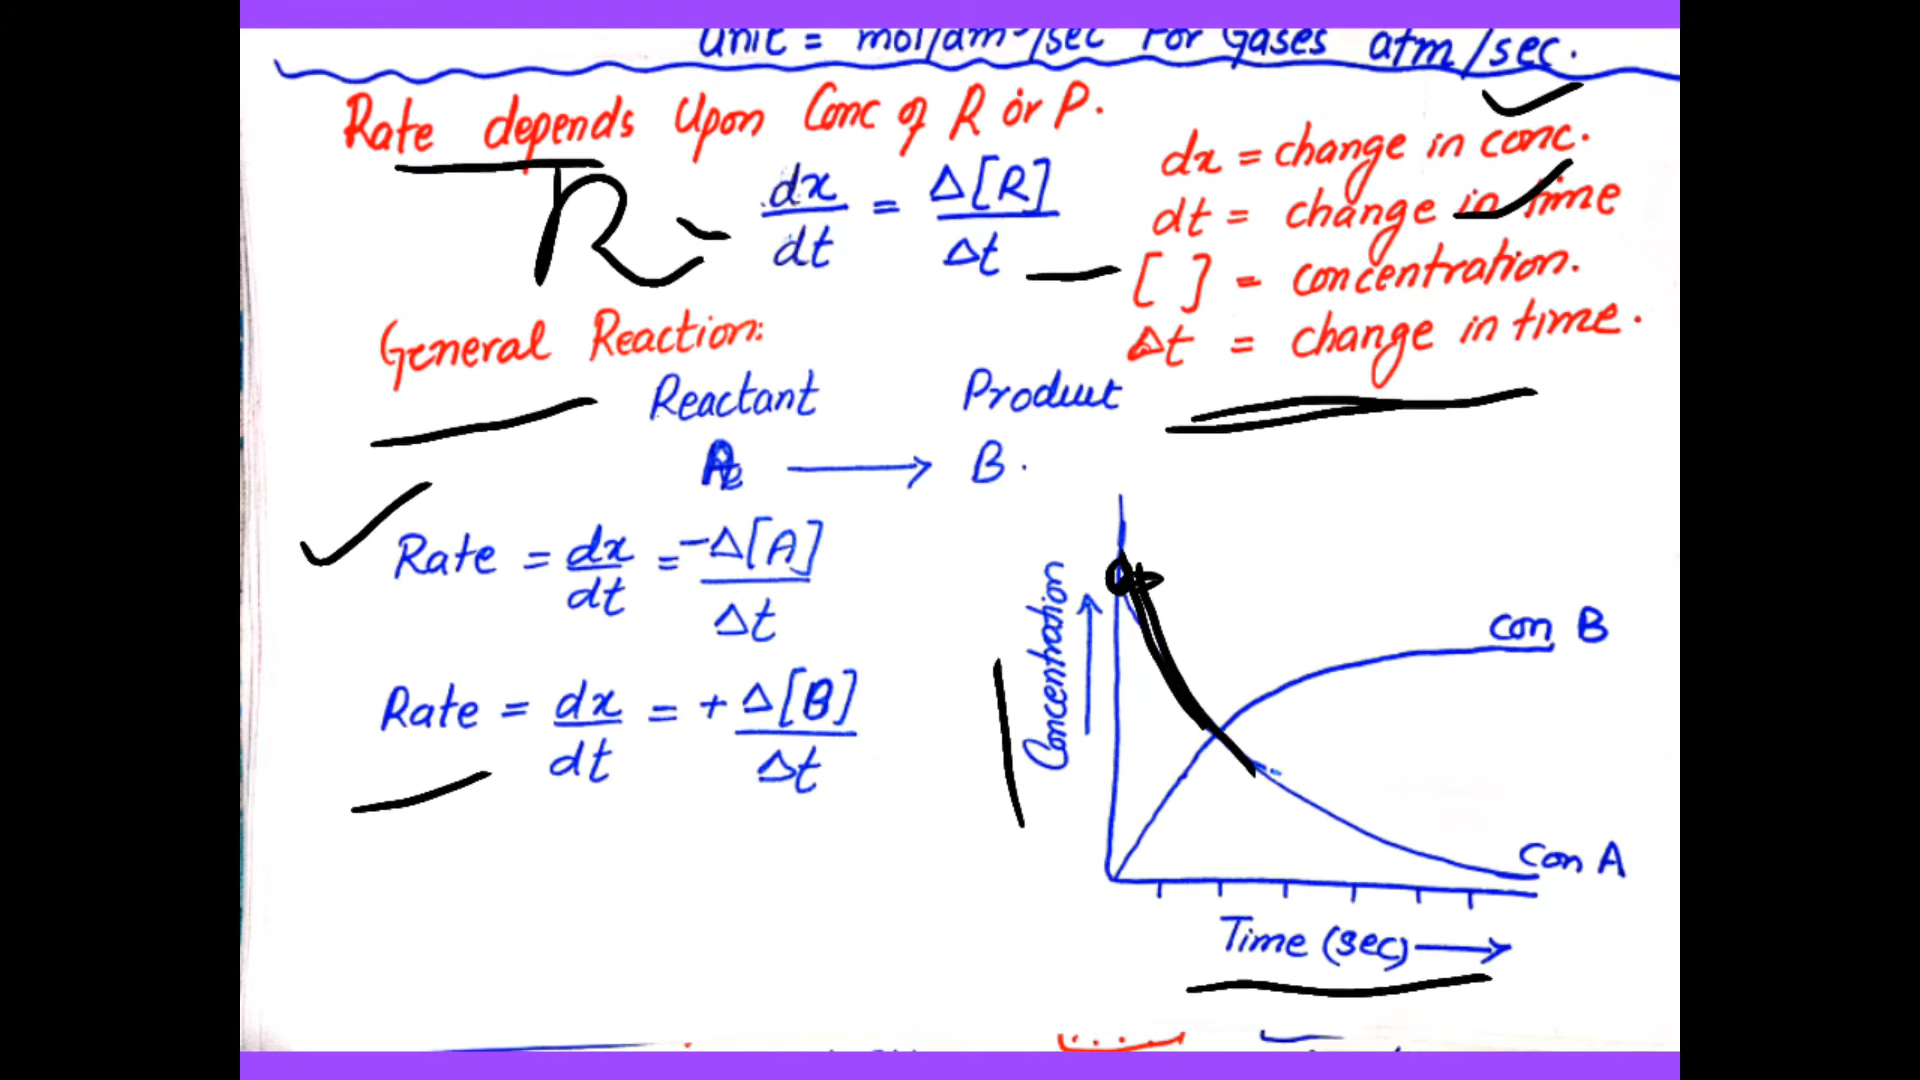 Unit = mol/dm³/sec For Gases atm/sec.
Rate depends Upon Conc of R or P.
R = dx/dt = Δ[R]/Δt
dx = change in conc.
dt = change in time
[ ] = concentration.
Δt = change in time.
General Reaction:
Reactant Product
A ⟶ B.
Rate = dx/dt = -Δ[A]/Δt
Rate = dx/dt = + Δ[B]/Δt
Concentration
con B
Con A
Time (sec) ⟶